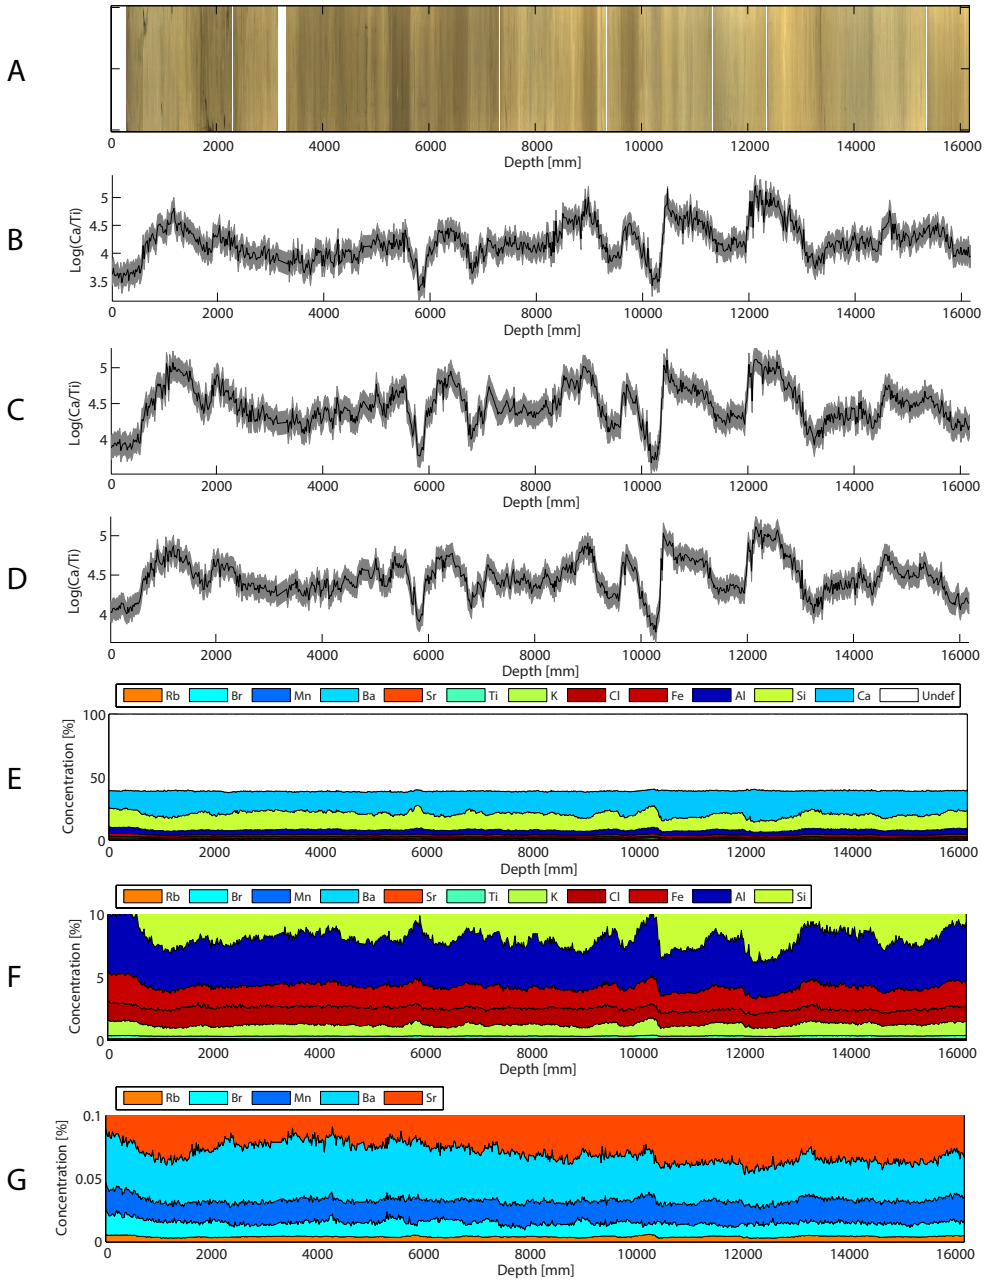 A
0 2000 4000 6000 8000 10000 12000 14000 16000
Depth [mm]
B
Log(Ca/Ti)
5
4.5
4
3.5
0 2000 4000 6000 8000 10000 12000 14000 16000
Depth [mm]
C
Log(Ca/Ti)
5
4.5
4
0 2000 4000 6000 8000 10000 12000 14000 16000
Depth [mm]
D
Log(Ca/Ti)
5
4.5
4
0 2000 4000 6000 8000 10000 12000 14000 16000
Depth [mm]
Rb Br Mn Ba Sr Ti K Cl Fe Al Si Ca Undef
E
Concentration [%]
100
50
0
0 2000 4000 6000 8000 10000 12000 14000 16000
Depth [mm]
Rb Br Mn Ba Sr Ti K Cl Fe Al Si
F
Concentration [%]
10
5
0
0 2000 4000 6000 8000 10000 12000 14000 16000
Depth [mm]
Rb Br Mn Ba Sr
G
Concentration [%]
0.1
0.05
0
0 2000 4000 6000 8000 10000 12000 14000 16000
Depth [mm]